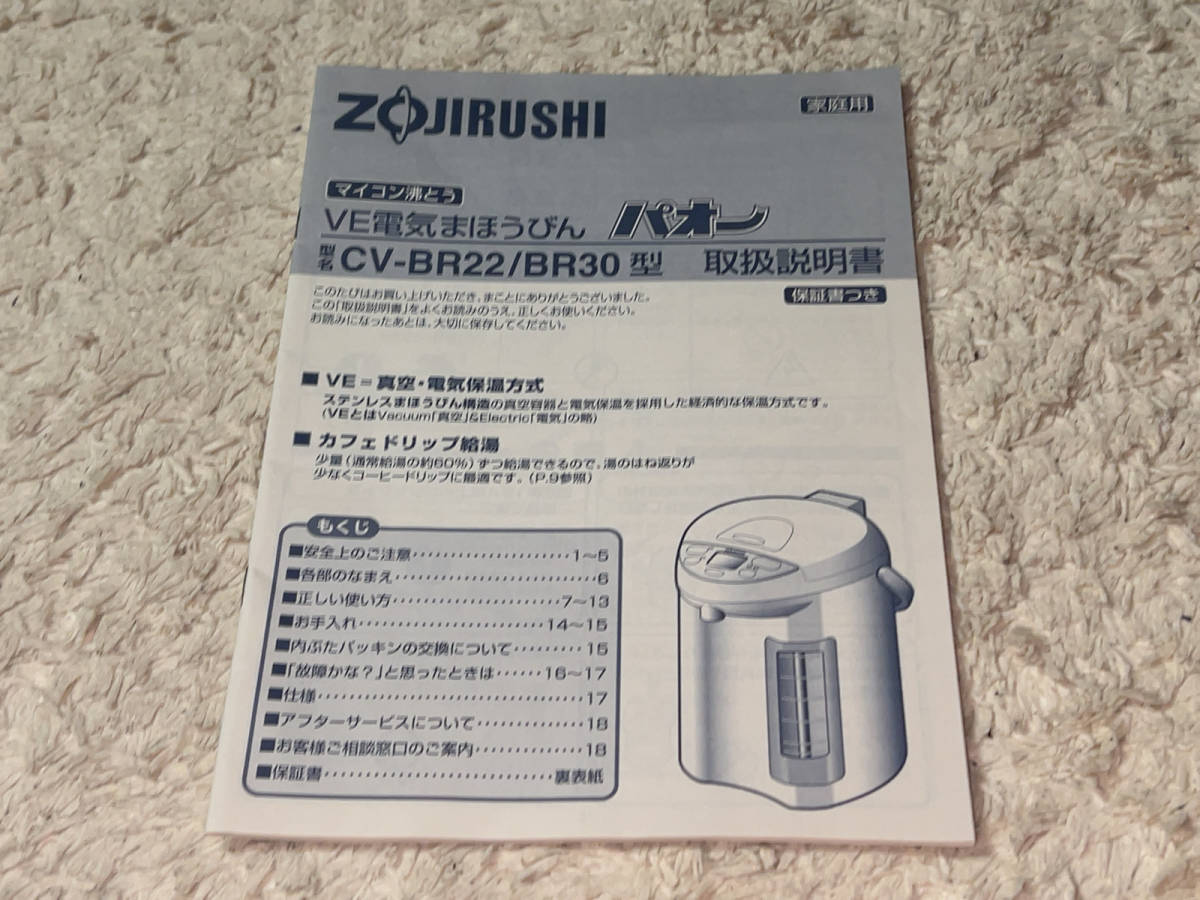 ZOJIRUSHI
家庭用
マイコン沸とう
VE電気まほうびん パオー
型名 CV-BR22/BR30 型 取扱説明書
このたびはお買い上げいただき、まことにありがとうございました。
この「取扱説明書」をよくお読みのうえ、正しくお使いください。
お読みになったあとは、大切に保存してください。
保証書つき
■ VE=真空・電気保温方式
ステンレスまほうびん構造の真空容器と電気保温を採用した経済的な保温方式です。
(VEとはVacuum「真空」&Electric「電気」の略)
■ カフェドリップ給湯
少量(通常給湯の約60%)ずつ給湯できるので、湯のはね返りが
少なくコーヒードリップに最適です。(P.9参照)
もくじ
■安全上のご注意……………………1~5
■各部のなまえ…………………………6
■正しい使い方……………………7~13
■お手入れ………………………14~15
■内ぶたパッキンの交換について………15
■「故障かな?」と思ったときは……16~17
■仕様……………………………………17
■アフターサービスについて……………18
■お客様ご相談窓口のご案内……………18
■保証書……………………………裏表紙